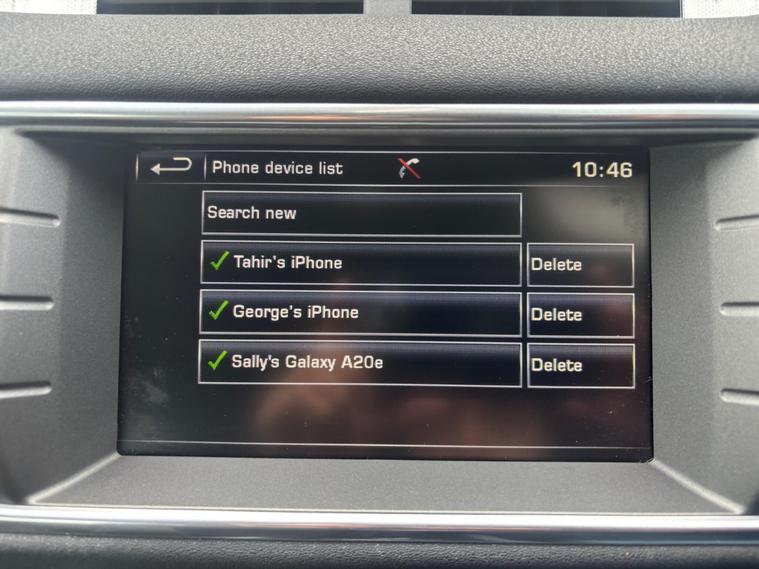 Phone device list
10:46
Search new
Tahir's iPhone
Delete
George's iPhone
Delete
Sally's Galaxy A20e
Delete